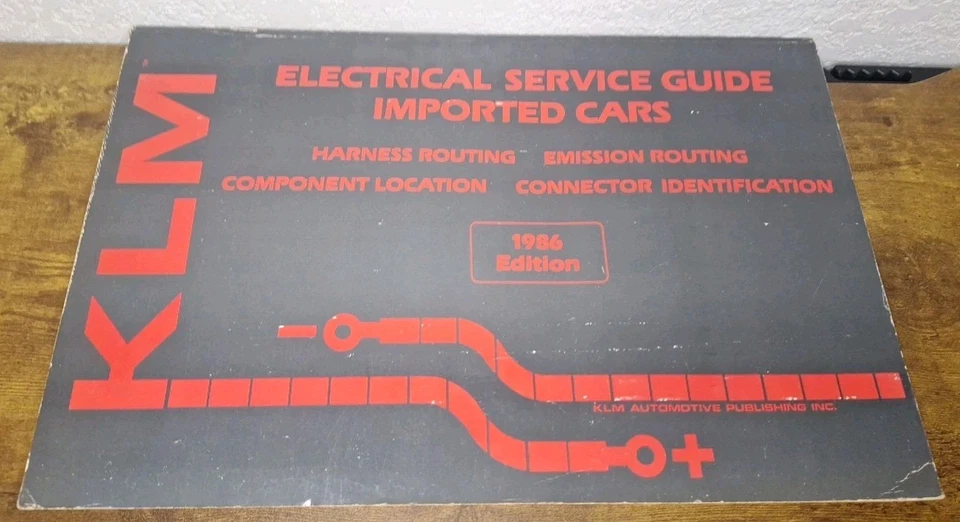 KLM
ELECTRICAL SERVICE GUIDE
IMPORTED CARS
HARNESS ROUTING EMISSION ROUTING
COMPONENT LOCATION CONNECTOR IDENTIFICATION
1986
Edition
KLM AUTOMOTIVE PUBLISHING INC.